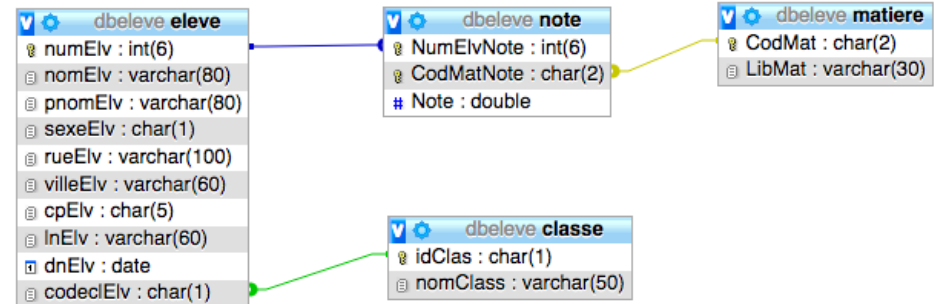 dbeleve eleve
numElv : int(6)
nomElv : varchar(80)
pnomElv : varchar(80)
sexeElv : char(1)
rueElv : varchar(100)
villeElv : varchar(60)
cpElv : char(5)
lnElv : varchar(60)
dnElv : date
codeclElv : char(1)
dbeleve note
NumElvNote : int(6)
CodMatNote : char(2)
# Note : double
dbeleve matiere
CodMat : char(2)
LibMat : varchar(30)
dbeleve classe
idClas : char(1)
nomClass : varchar(50)